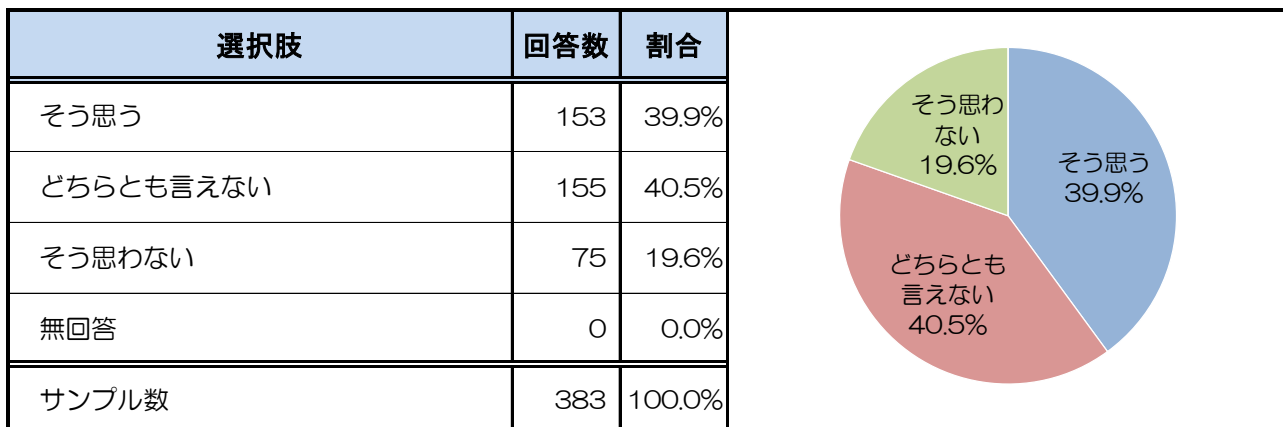 選択肢 回答数 割合
そう思う 153 39.9%
どちらとも言えない 155 40.5%
そう思わない 75 19.6%
無回答 0 0.0%
サンプル数 383 100.0%
そう思わ
ない
19.6%
そう思う
39.9%
どちらとも
言えない
40.5%